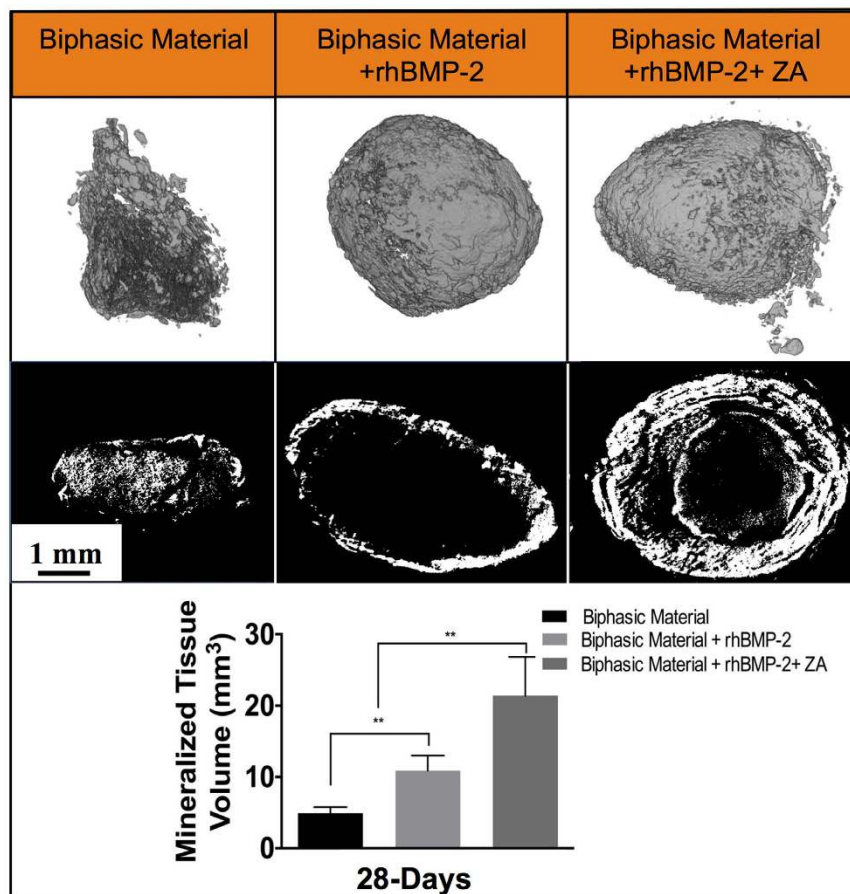 Biphasic Material
Biphasic Material
+rhBMP-2
Biphasic Material
+rhBMP-2+ ZA
1 mm
Mineralized Tissue
Volume (mm³)
30
20
10
0
**
**
Biphasic Material
Biphasic Material + rhBMP-2
Biphasic Material + rhBMP-2+ ZA
28-Days